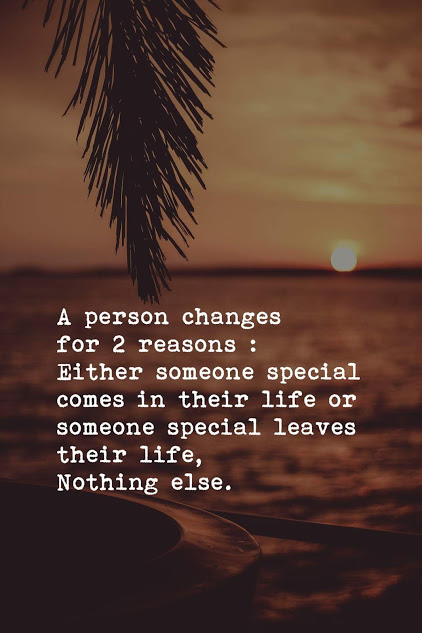 A person changes
for 2 reasons :
Either someone special
comes in their life or
someone special leaves
their life,
Nothing else.